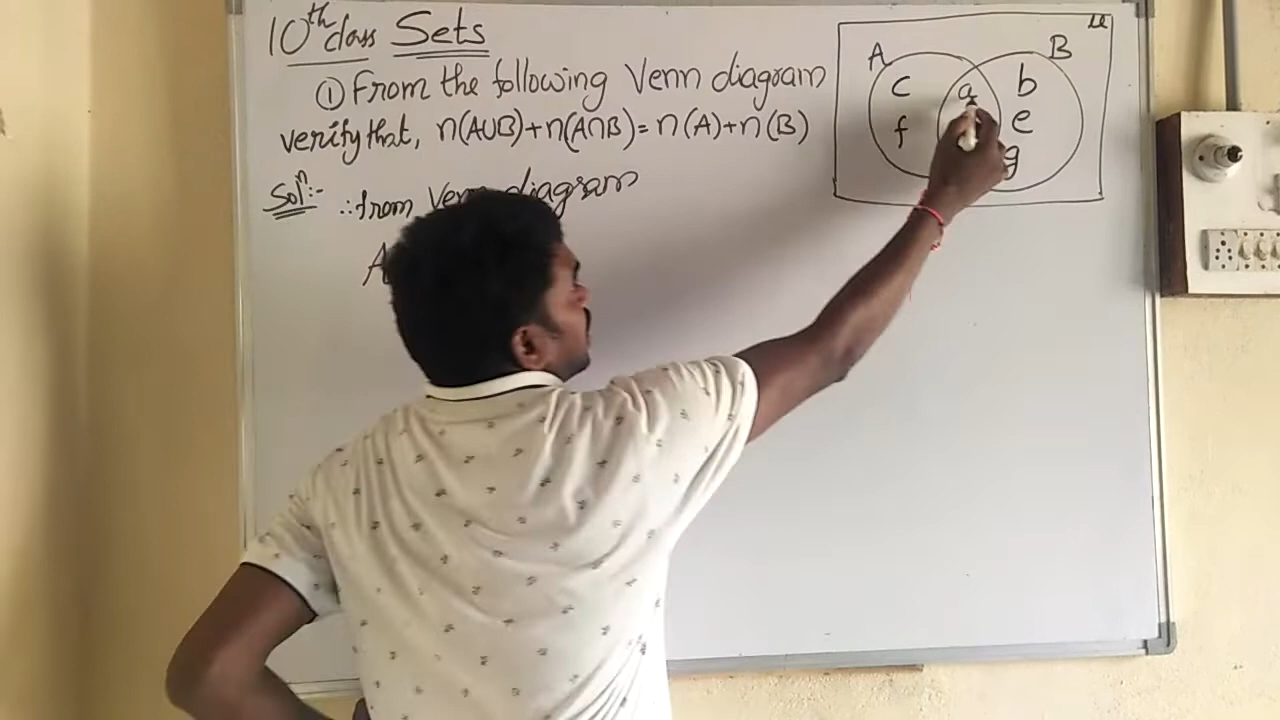 10th class Sets
① From the following Venn diagram
verify that, n(A∪B)+n(A∩B)=n(A)+n(B)
Solⁿ:- ∴ from Venn diagram
A
A B μ
c a b
f e
g